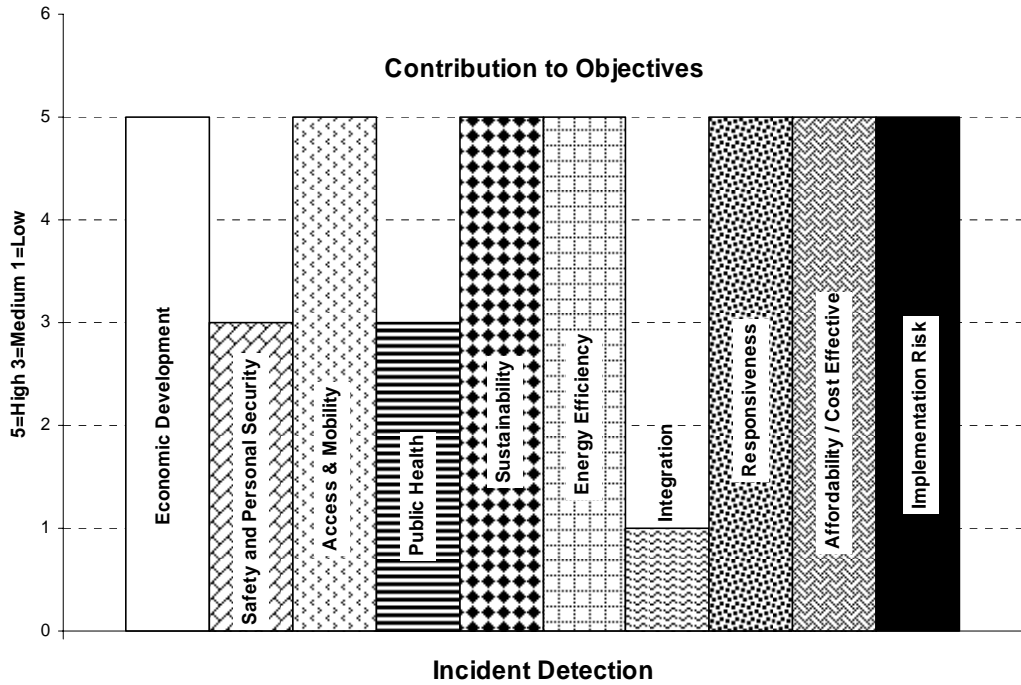 Contribution to Objectives
6
5
4
3
2
1
0
5=High 3=Medium 1=Low
Economic Development
Safety and Personal Security
Access & Mobility
Public Health
Sustainability
Energy Efficiency
Integration
Responsiveness
Affordability / Cost Effective
Implementation Risk
Incident Detection